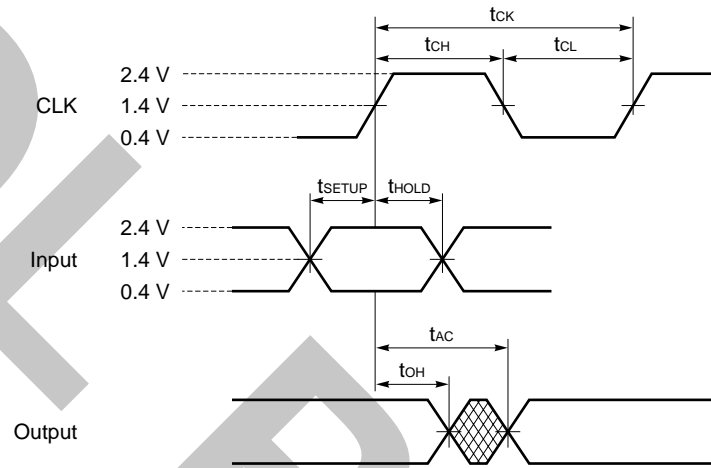 tCK
tCH
tCL
2.4 V
CLK
1.4 V
0.4 V
tSETUP
tHOLD
2.4 V
Input
1.4 V
0.4 V
tAC
tOH
Output